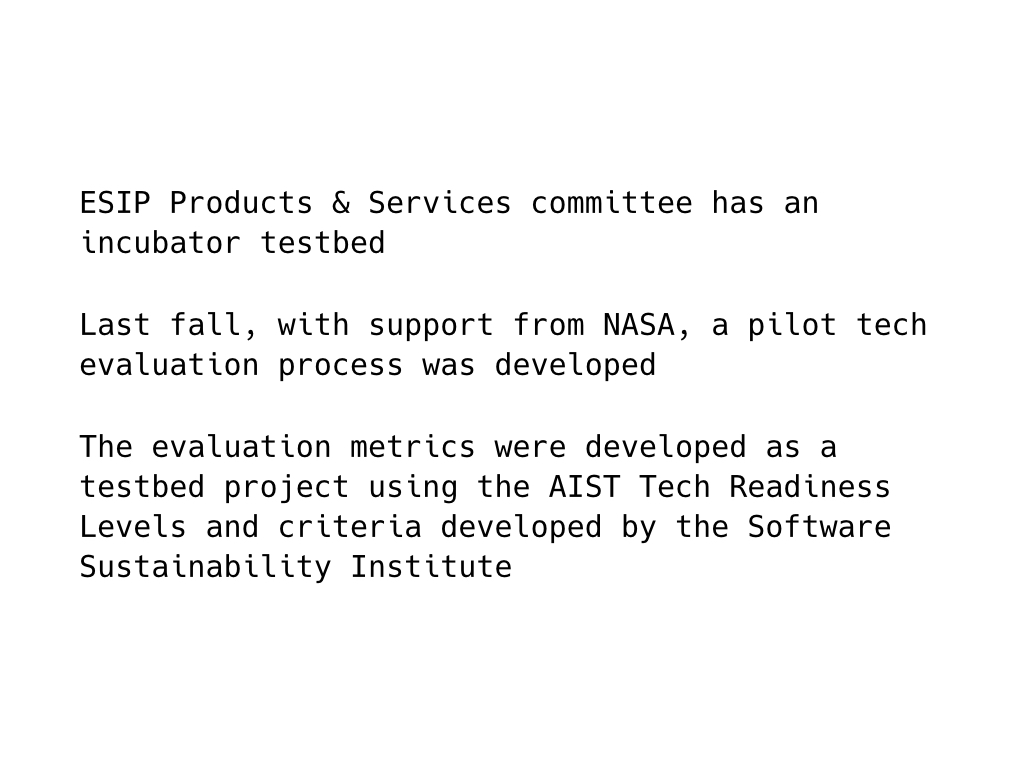 ESIP Products & Services committee has an
incubator testbed
Last fall, with support from NASA, a pilot tech
evaluation process was developed
The evaluation metrics were developed as a
testbed project using the AIST Tech Readiness
Levels and criteria developed by the Software
Sustainability Institute